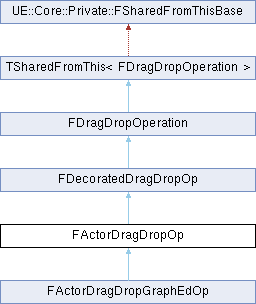 UE::Core::Private::FSharedFromThisBase
TSharedFromThis< FDragDropOperation >
FDragDropOperation
FDecoratedDragDropOp
FActorDragDropOp
FActorDragDropGraphEdOp